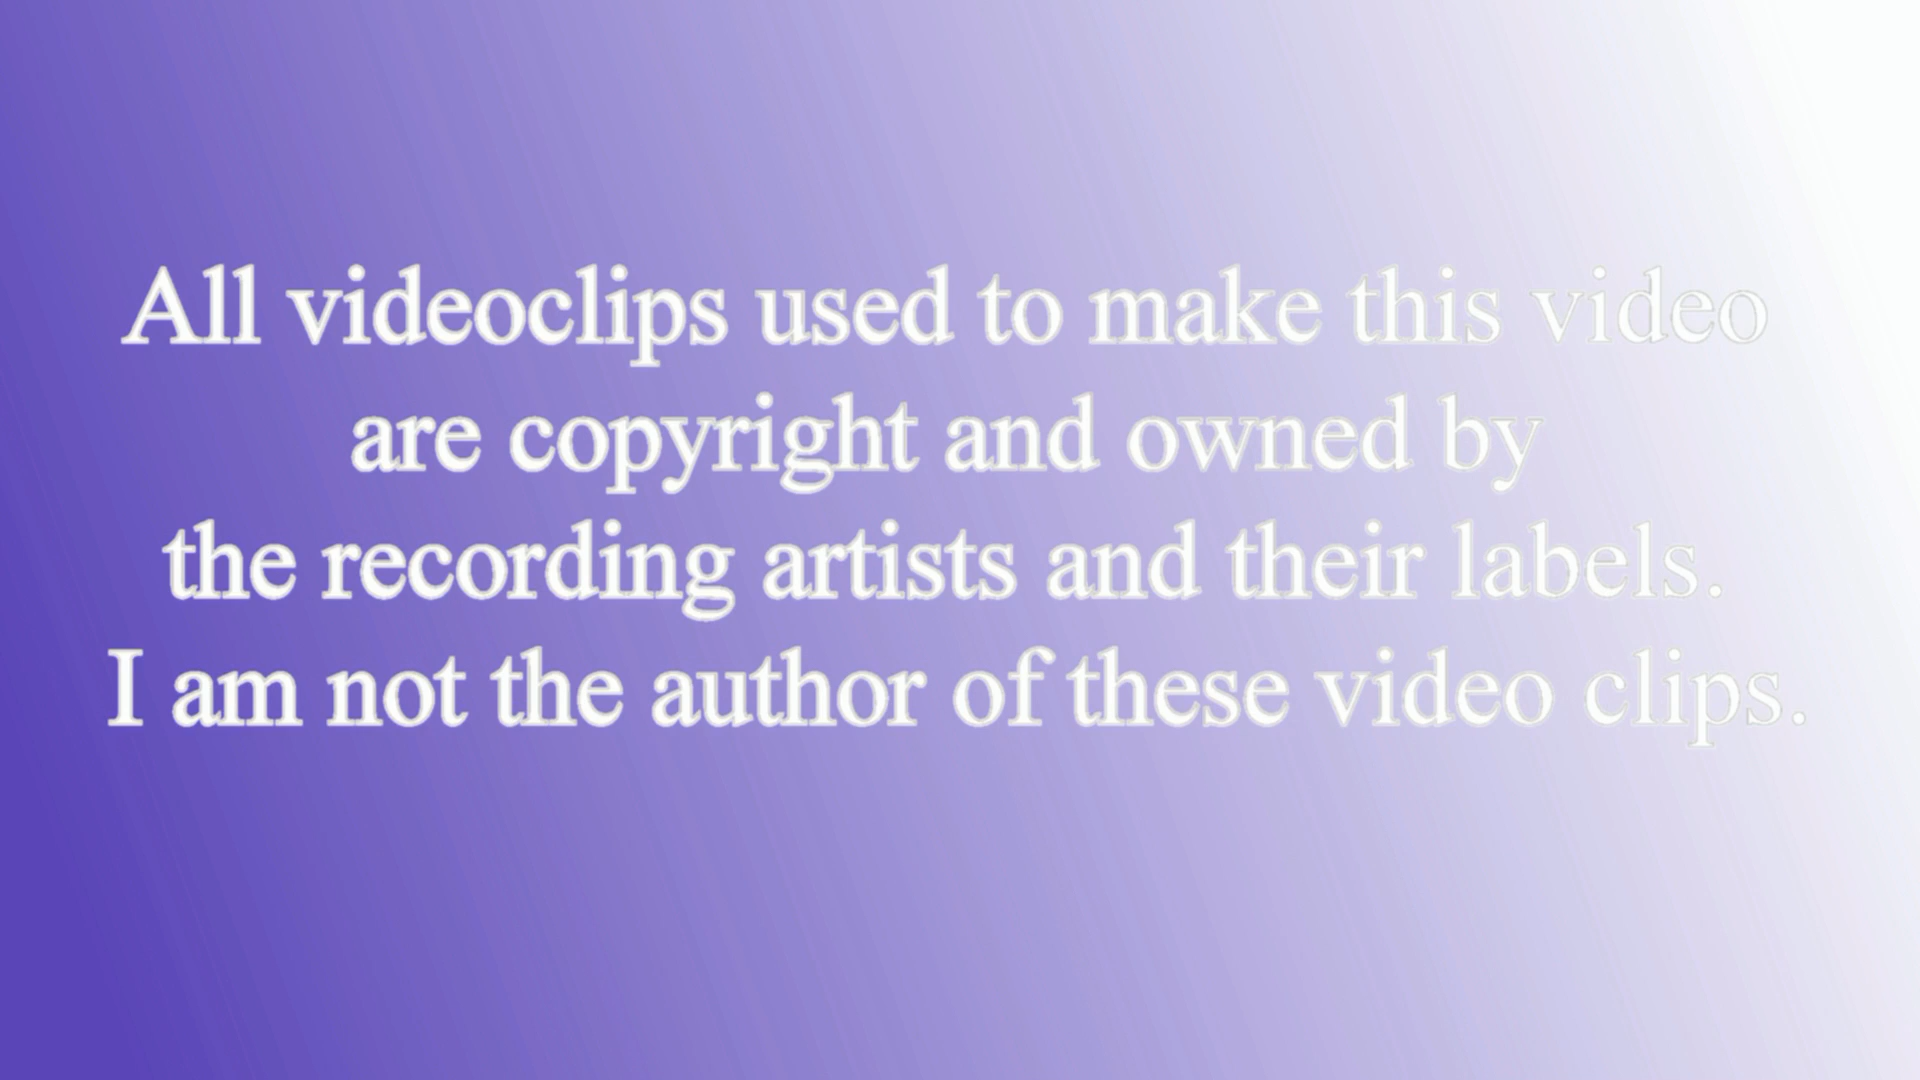 All videoclips used to make this video
are copyright and owned by
the recording artists and their labels.
I am not the author of these video clips.